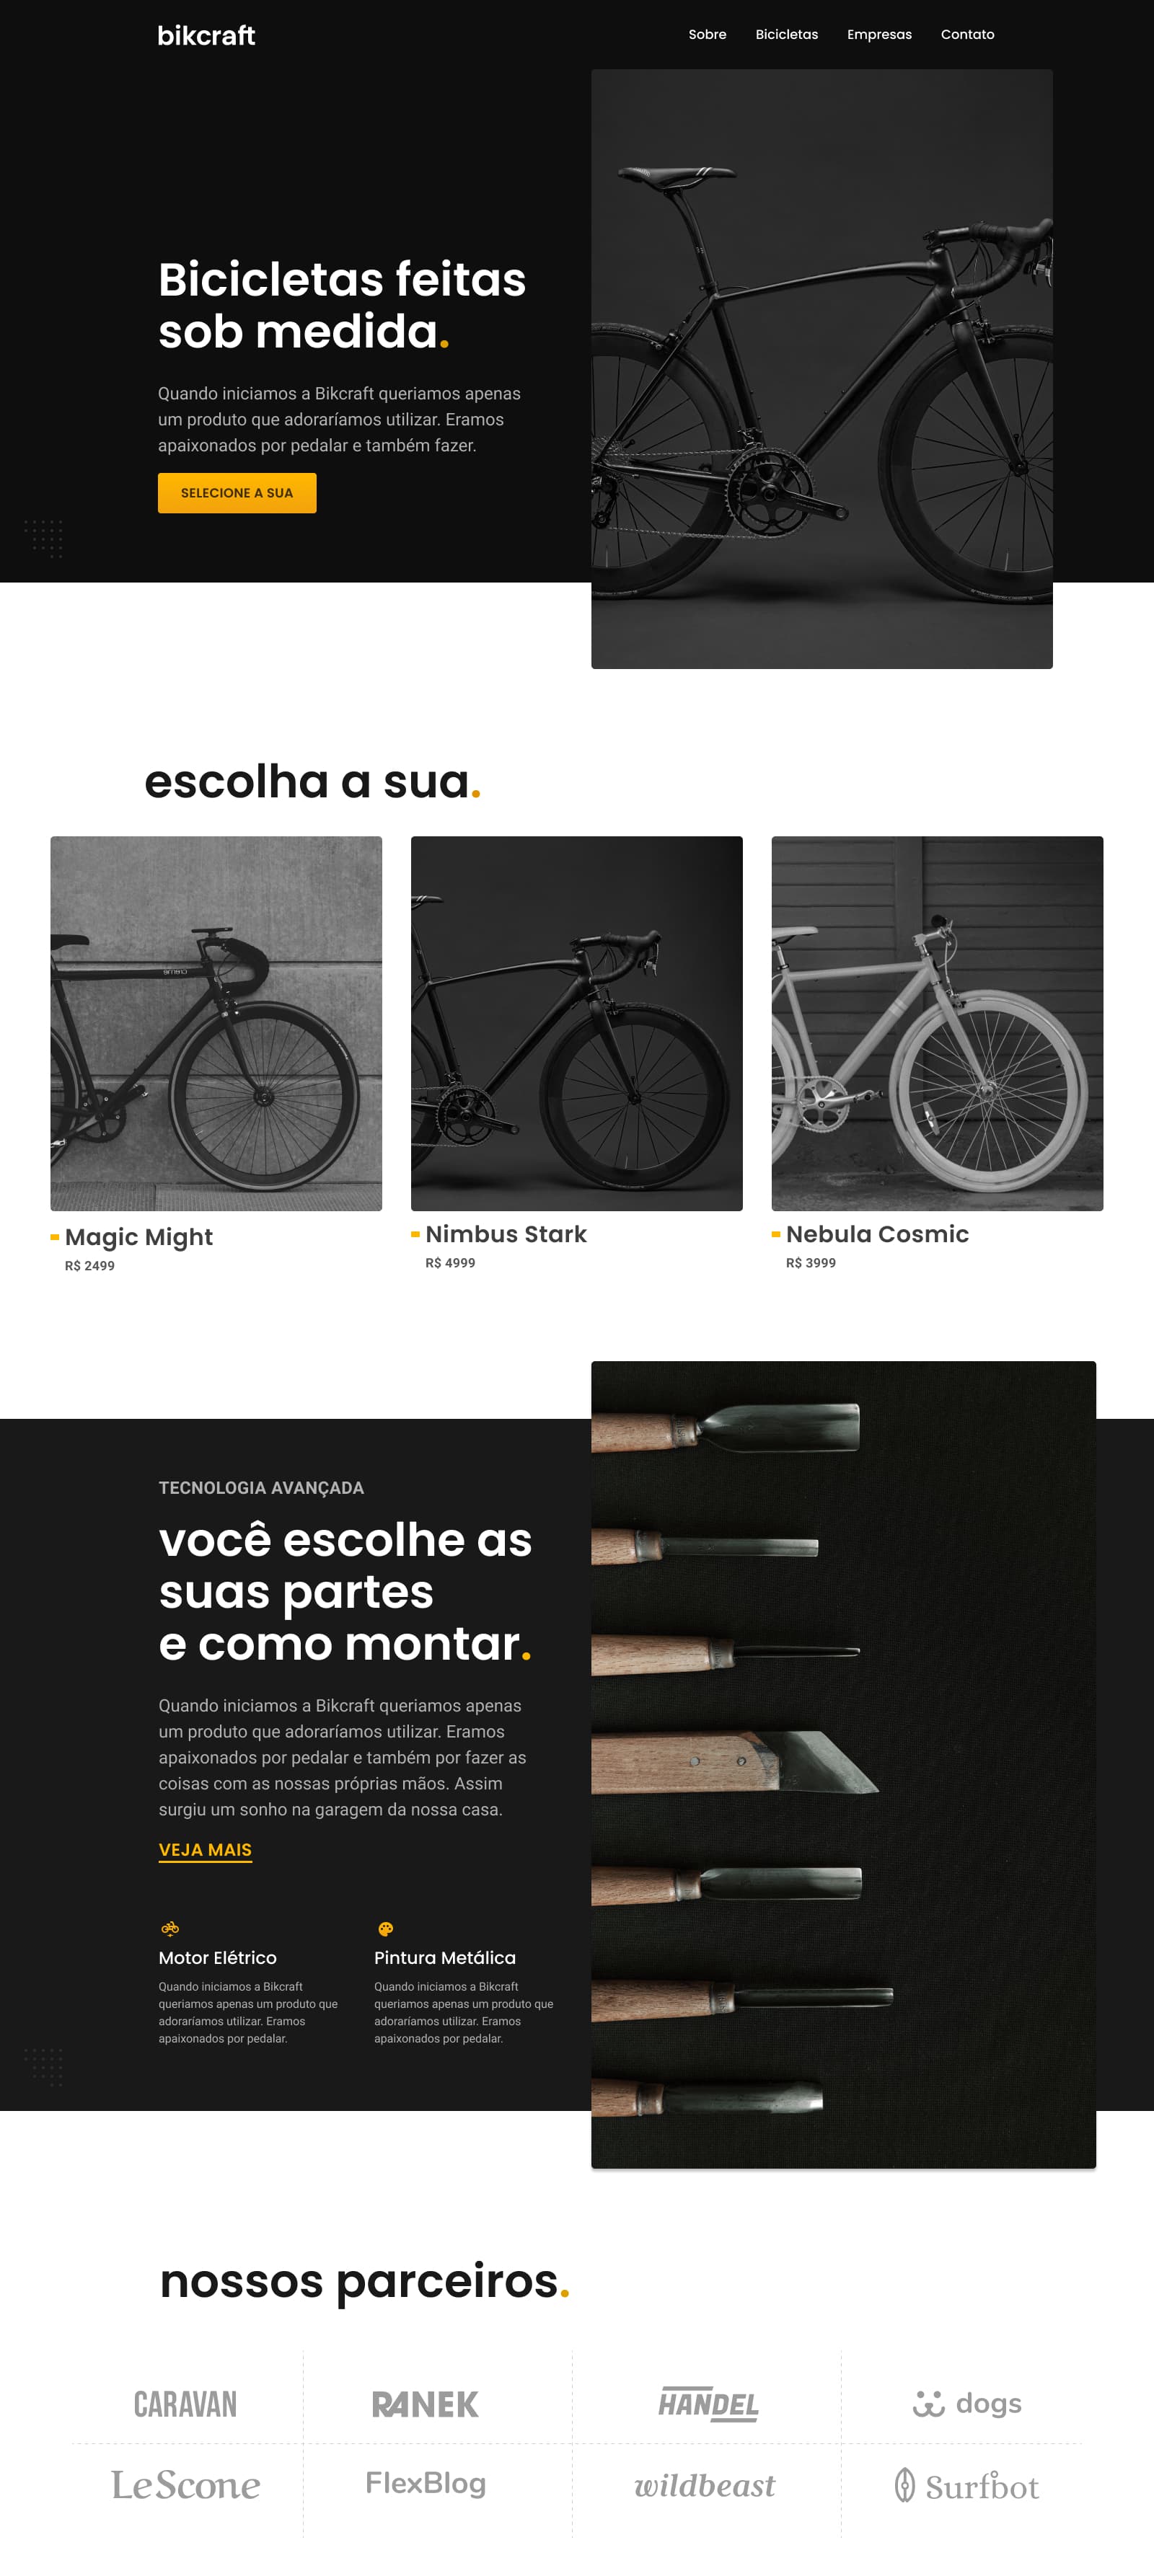 bikcraft
Sobre Bicicletas Empresas Contato
Bicicletas feitas
sob medida.
Quando iniciamos a Bikcraft queriamos apenas
um produto que adoraríamos utilizar. Eramos
apaixonados por pedalar e também fazer.
SELECIONE A SUA
escolha a sua.
Magic Might
R$ 2499
Nimbus Stark
R$ 4999
Nebula Cosmic
R$ 3999
TECNOLOGIA AVANÇADA
você escolhe as
suas partes
e como montar.
Quando iniciamos a Bikcraft queriamos apenas
um produto que adoraríamos utilizar. Eramos
apaixonados por pedalar e também por fazer as
coisas com as nossas próprias mãos. Assim
surgiu um sonho na garagem da nossa casa.
VEJA MAIS
Motor Elétrico
Quando iniciamos a Bikcraft
queriamos apenas um produto que
adoraríamos utilizar. Eramos
apaixonados por pedalar.
Pintura Metálica
Quando iniciamos a Bikcraft
queriamos apenas um produto que
adoraríamos utilizar. Eramos
apaixonados por pedalar.
nossos parceiros.
CARAVAN RANEK HANDEL dogs
LeScone FlexBlog wildbeast Surfbot